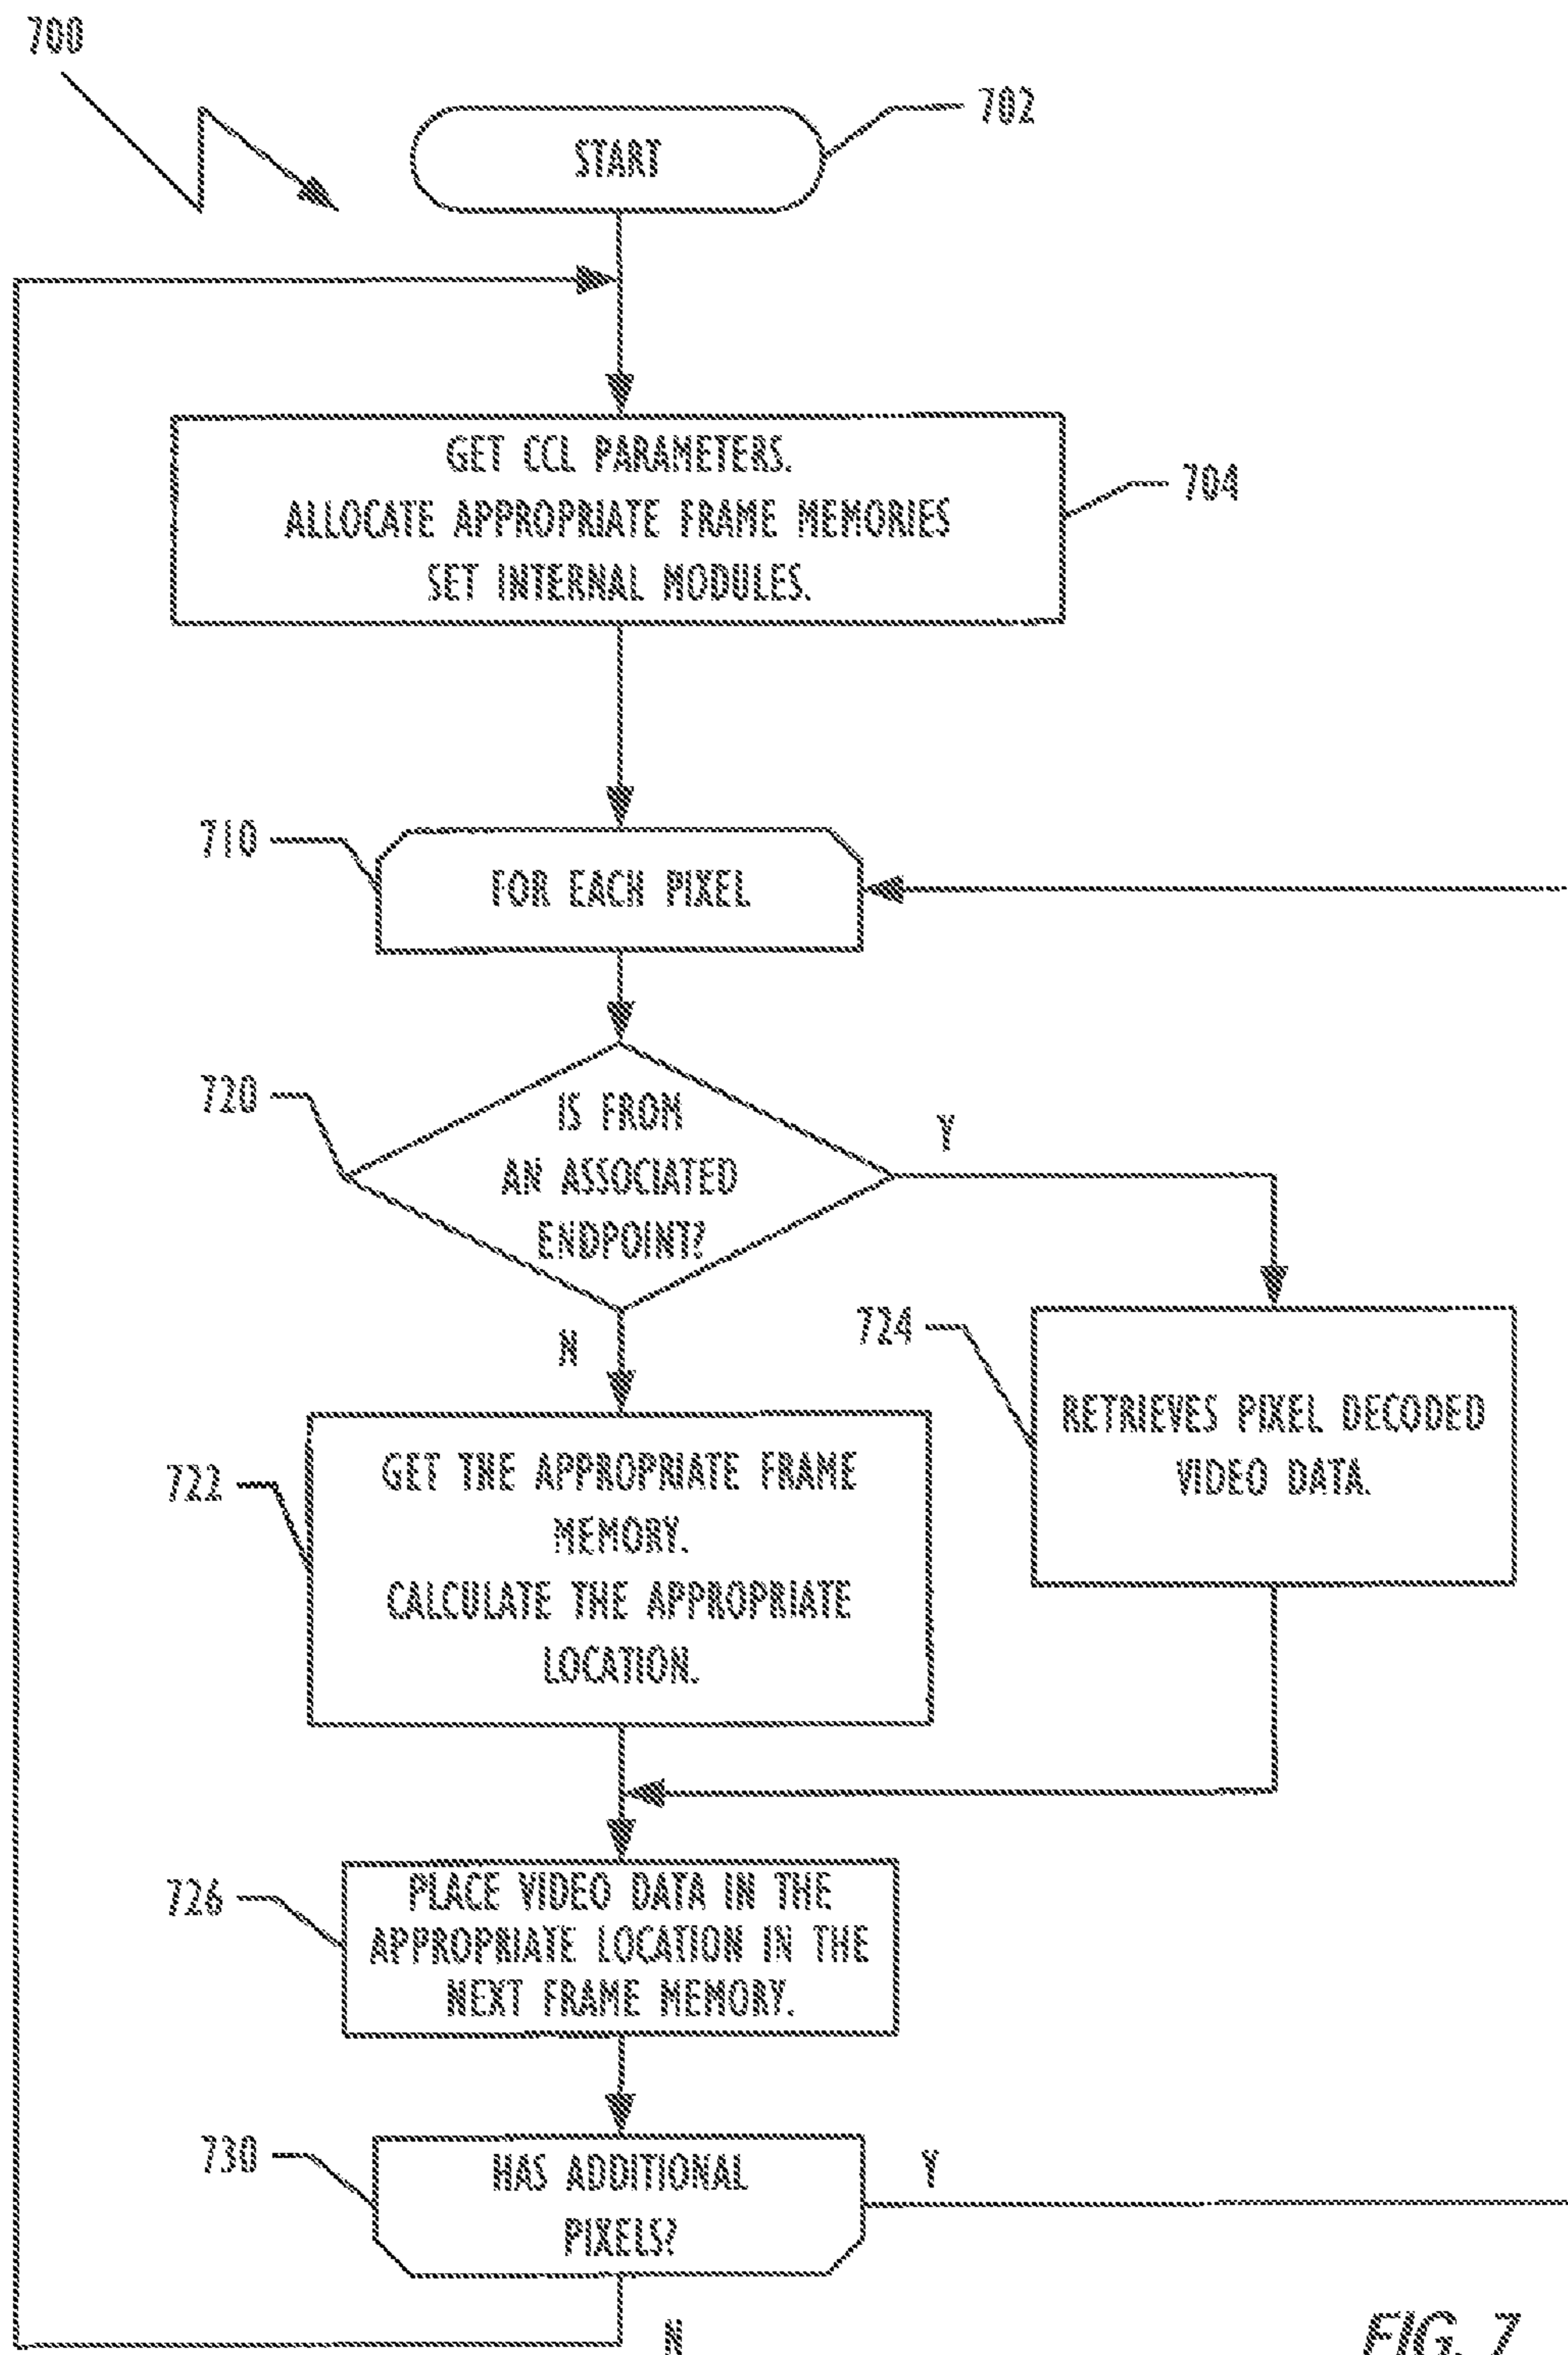 700
START
702
GET CCL PARAMETERS.
ALLOCATE APPROPRIATE FRAME MEMORIES
SET INTERNAL MODULES.
704
710
FOR EACH PIXEL
720
IS FROM
AN ASSOCIATED
ENDPOINT?
Y
N
724
RETRIEVES PIXEL DECODED
VIDEO DATA.
722
GET THE APPROPRIATE FRAME
MEMORY.
CALCULATE THE APPROPRIATE
LOCATION.
726
PLACE VIDEO DATA IN THE
APPROPRIATE LOCATION IN THE
NEXT FRAME MEMORY.
730
HAS ADDITIONAL
PIXELS?
Y
N
FIG. 7